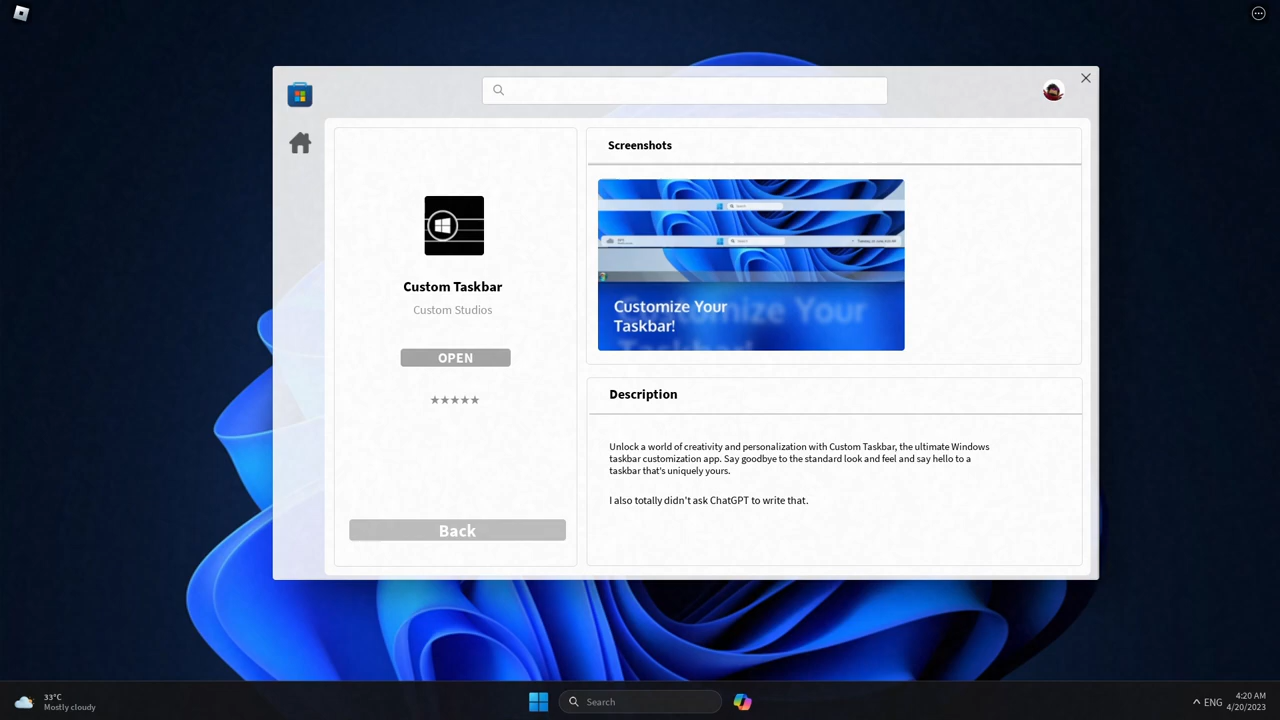 Screenshots
Search
Search
Customize Your
Taskbar!
Custom Taskbar
Custom Studios
OPEN
★★★★★
Back
Description
Unlock a world of creativity and personalization with Custom Taskbar, the ultimate Windows
taskbar customization app. Say goodbye to the standard look and feel and say hello to a
taskbar that's uniquely yours.
I also totally didn't ask ChatGPT to write that.
33°C
Mostly cloudy
Search
ENG
4:20 AM
4/20/2023